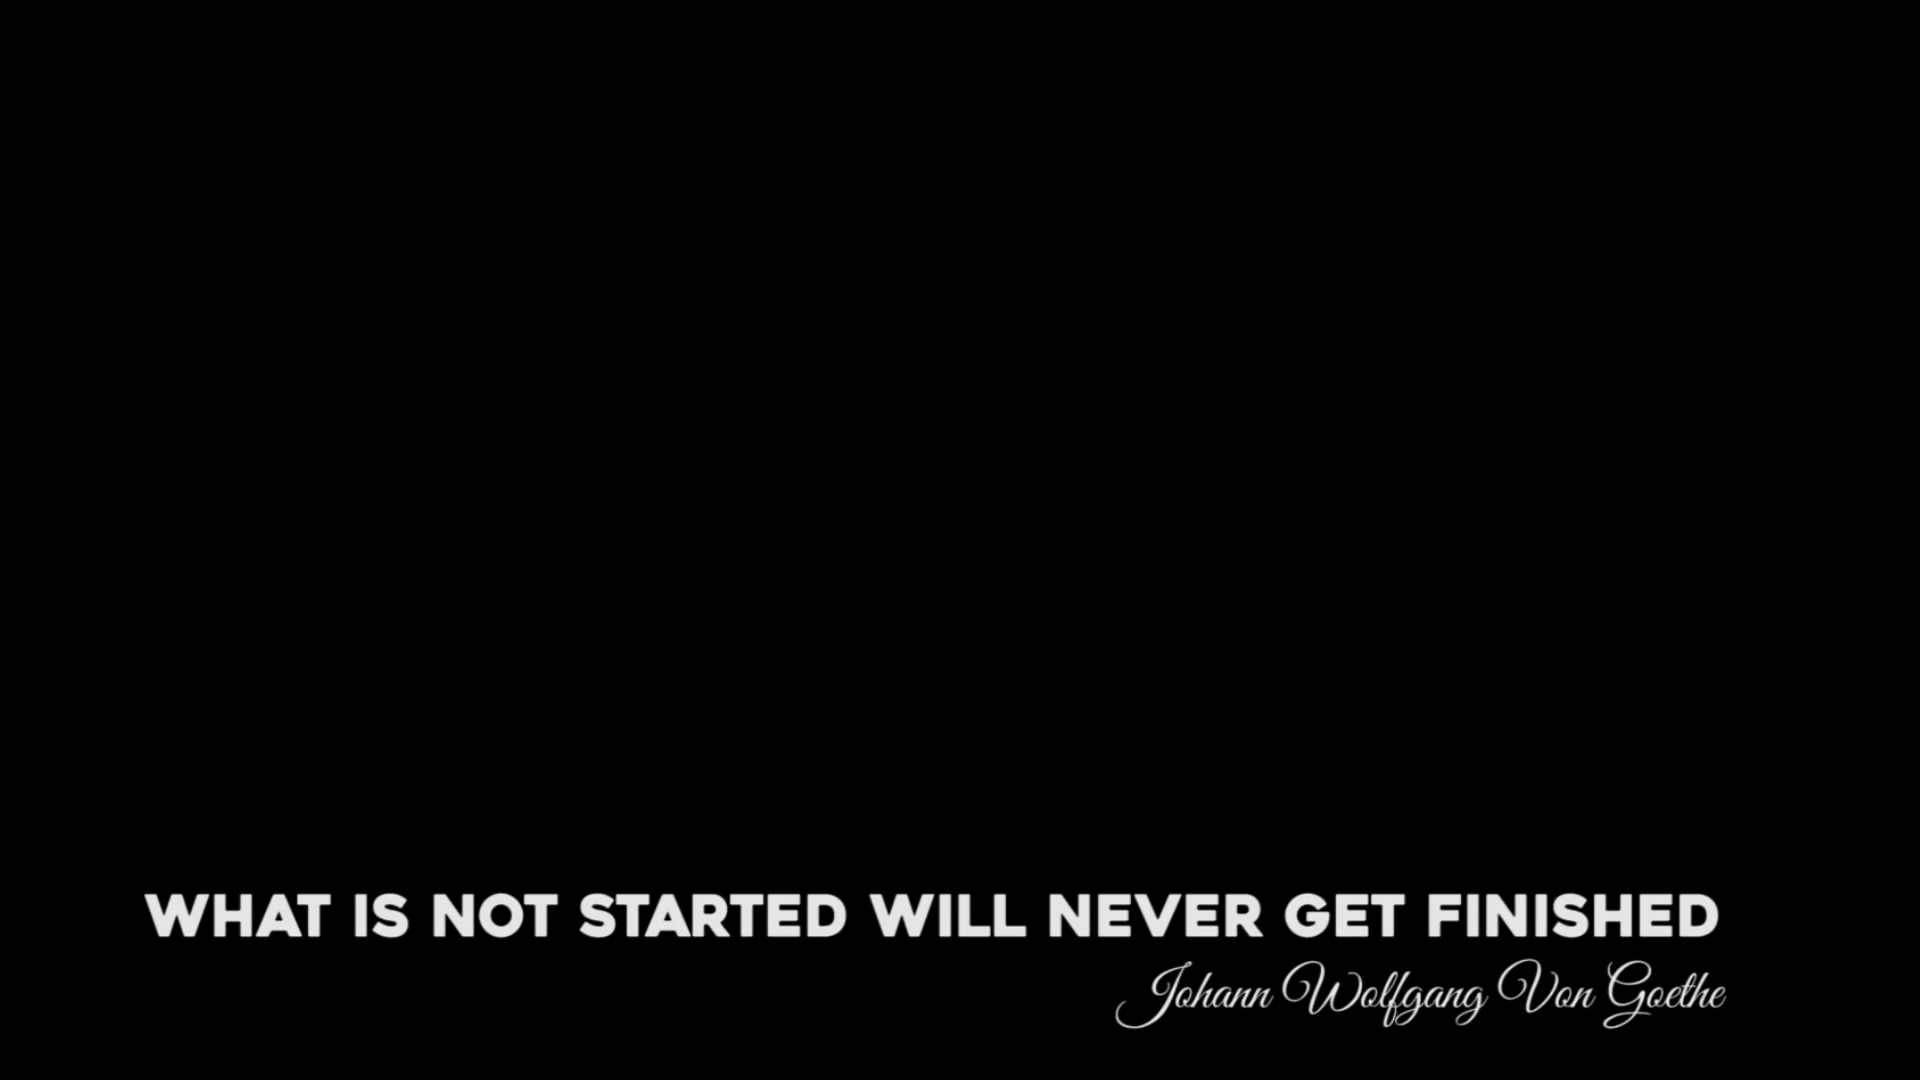 WHAT IS NOT STARTED WILL NEVER GET FINISHED
Johann Wolfgang Von Goethe